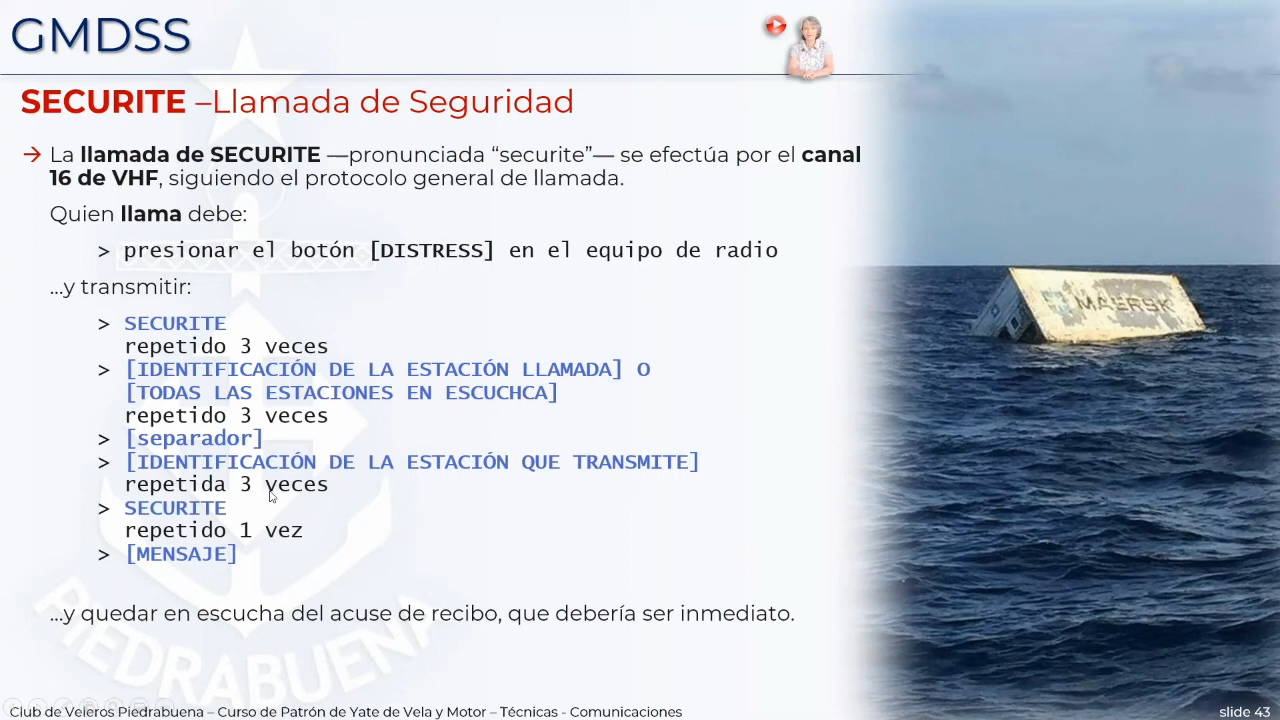 GMDSS
SECURITE –Llamada de Seguridad
→ La llamada de SECURITE —pronunciada “securite”— se efectúa por el canal
16 de VHF, siguiendo el protocolo general de llamada.
Quien llama debe:
> presionar el botón [DISTRESS] en el equipo de radio
...y transmitir:
> SECURITE
repetido 3 veces
> [IDENTIFICACIÓN DE LA ESTACIÓN LLAMADA] O
[TODAS LAS ESTACIONES EN ESCUCHCA]
repetido 3 veces
> [separador]
> [IDENTIFICACIÓN DE LA ESTACIÓN QUE TRANSMITE]
repetida 3 veces
> SECURITE
repetido 1 vez
> [MENSAJE]
...y quedar en escucha del acuse de recibo, que debería ser inmediato.
MAERSK
PIEDRABUENA
Club de Veleros Piedrabuena – Curso de Patrón de Yate de Vela y Motor – Técnicas - Comunicaciones
slide 43